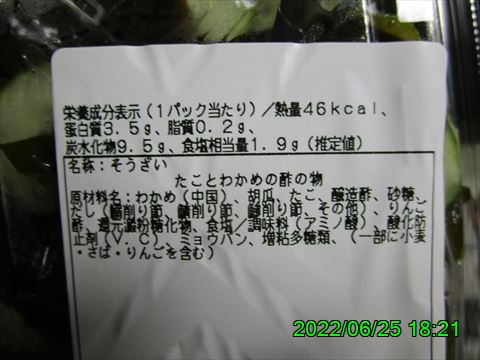 栄養成分表示（1パック当たり）／熱量46kcal、
蛋白質3.5g、脂質0.2g、
炭水化物9.5g、食塩相当量1.9g（推定値）
名称：そうざい
たことわかめの酢の物
原材料名：わかめ（中国）、胡瓜、たこ、醸造酢、砂糖、
だし（鰹削り節、鯖削り節、削り節、その他）、りんご
酢、還元澱粉糖化物、食塩／調味料（アミノ酸）、酸化防
止剤（V.C）、ミョウバン、増粘多糖類、（一部に小麦
・さば・りんごを含む）
2022/06/25 18:21